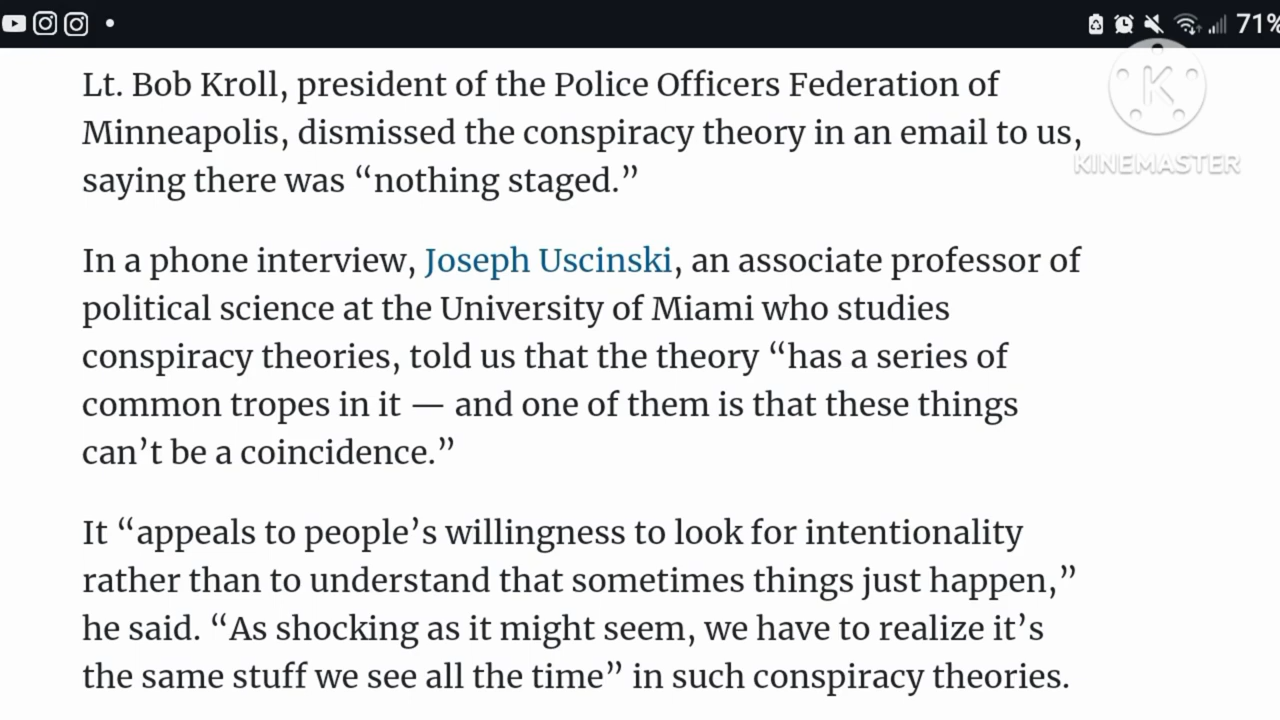 71%
K
KINEMASTER
Lt. Bob Kroll, president of the Police Officers Federation of
Minneapolis, dismissed the conspiracy theory in an email to us,
saying there was “nothing staged.”
In a phone interview, Joseph Uscinski, an associate professor of
political science at the University of Miami who studies
conspiracy theories, told us that the theory “has a series of
common tropes in it — and one of them is that these things
can’t be a coincidence.”
It “appeals to people’s willingness to look for intentionality
rather than to understand that sometimes things just happen,”
he said. “As shocking as it might seem, we have to realize it’s
the same stuff we see all the time” in such conspiracy theories.